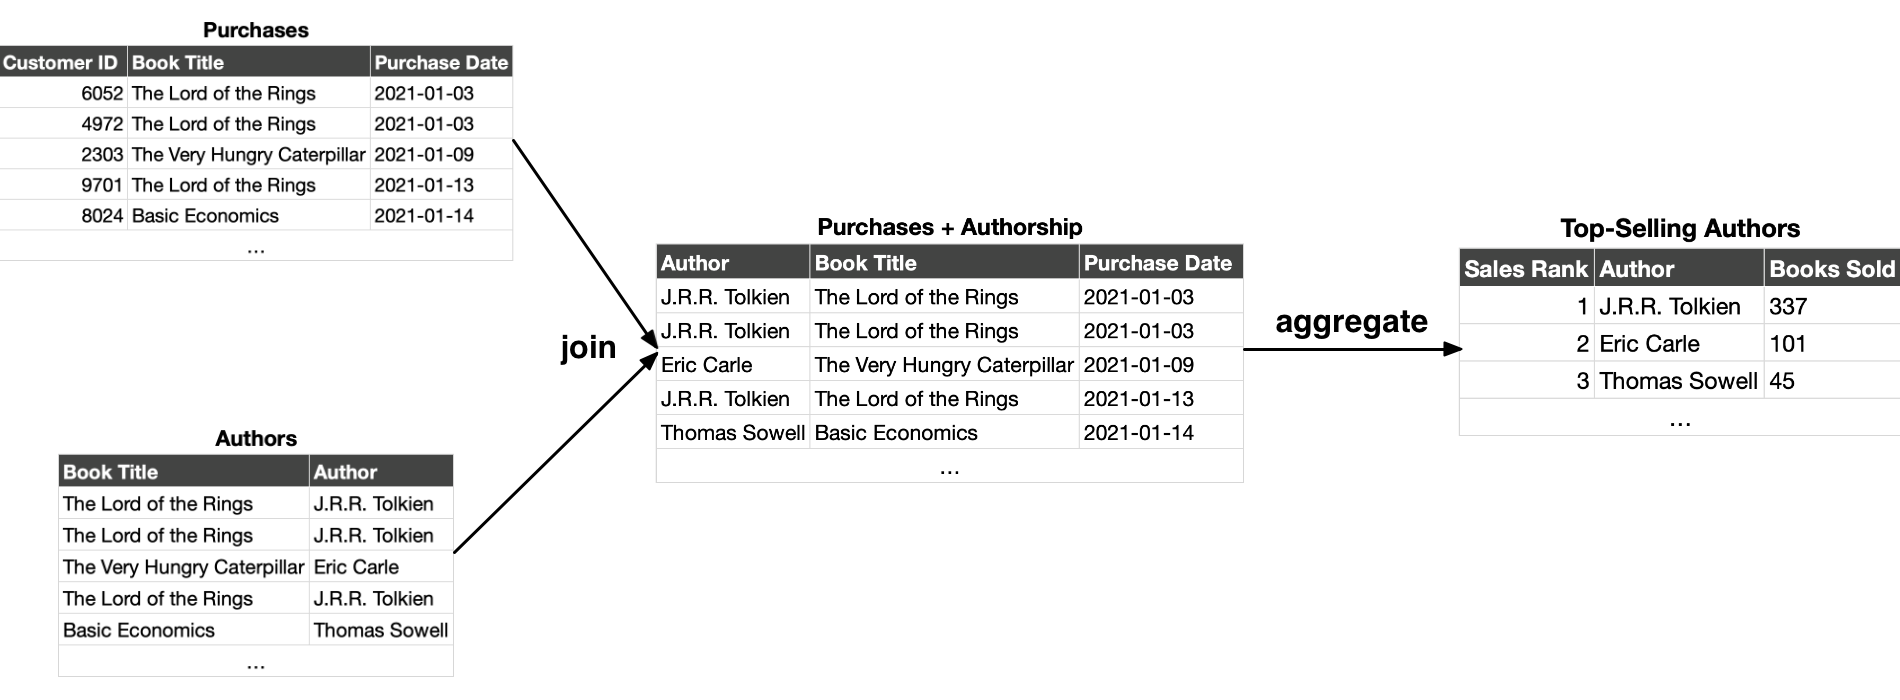 Purchases
Customer ID Book Title Purchase Date
6052 The Lord of the Rings 2021-01-03
4972 The Lord of the Rings 2021-01-03
2303 The Very Hungry Caterpillar 2021-01-09
9701 The Lord of the Rings 2021-01-13
8024 Basic Economics 2021-01-14
...
Authors
Book Title Author
The Lord of the Rings J.R.R. Tolkien
The Lord of the Rings J.R.R. Tolkien
The Very Hungry Caterpillar Eric Carle
The Lord of the Rings J.R.R. Tolkien
Basic Economics Thomas Sowell
...
join
Purchases + Authorship
Author Book Title Purchase Date
J.R.R. Tolkien The Lord of the Rings 2021-01-03
J.R.R. Tolkien The Lord of the Rings 2021-01-03
Eric Carle The Very Hungry Caterpillar 2021-01-09
J.R.R. Tolkien The Lord of the Rings 2021-01-13
Thomas Sowell Basic Economics 2021-01-14
...
aggregate
Top-Selling Authors
Sales Rank Author Books Sold
1 J.R.R. Tolkien 337
2 Eric Carle 101
3 Thomas Sowell 45
...